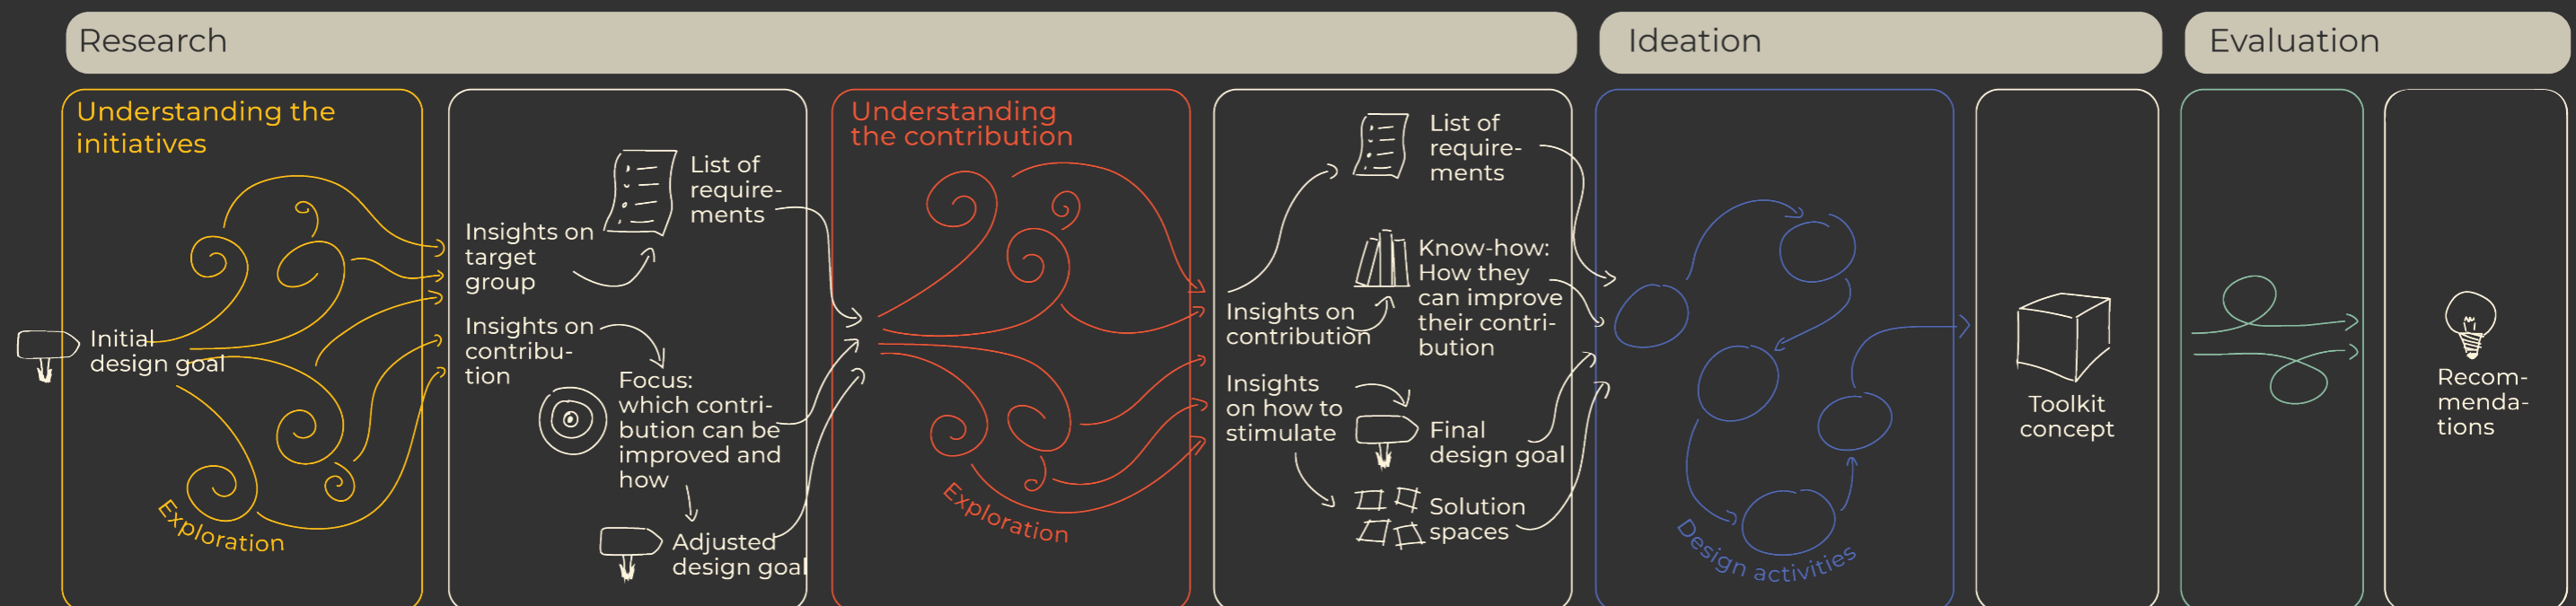 Research
Ideation
Evaluation
Understanding the
initiatives
Initial
design goal
Exploration
Insights on
target
group
List of
require-
ments
Insights on
contribu-
tion
Focus:
which contri-
bution can be
improved and
how
Adjusted
design goal
Understanding
the contribution
Exploration
Insights on
contribution
List of
require-
ments
Know-how:
How they
can improve
their contri-
bution
Insights
on how to
stimulate
Final
design goal
Solution
spaces
Design activities
Toolkit
concept
Recom-
menda-
tions